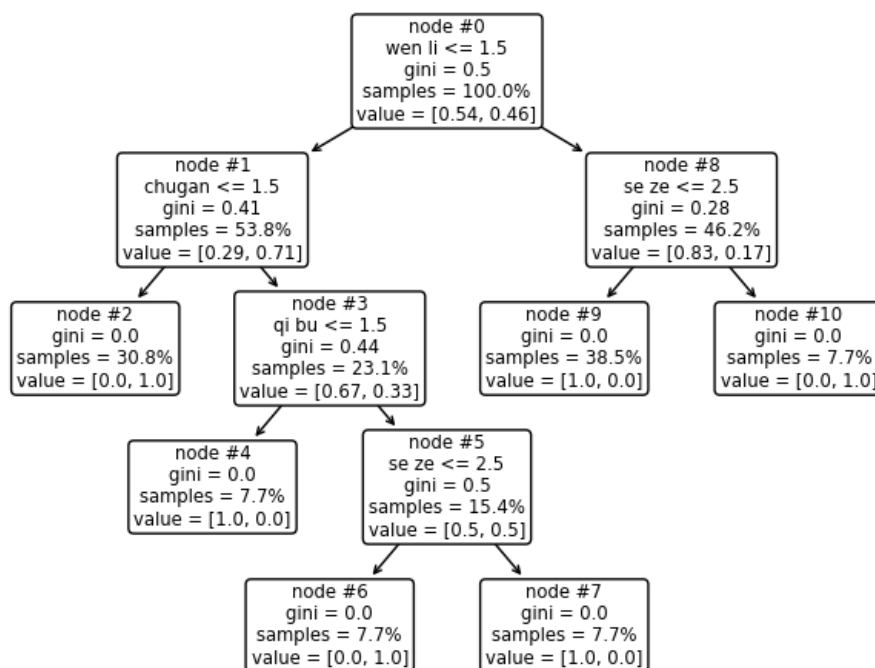 node #0
wen li <= 1.5
gini = 0.5
samples = 100.0%
value = [0.54, 0.46]
node #1
chugan <= 1.5
gini = 0.41
samples = 53.8%
value = [0.29, 0.71]
node #8
se ze <= 2.5
gini = 0.28
samples = 46.2%
value = [0.83, 0.17]
node #2
gini = 0.0
samples = 30.8%
value = [0.0, 1.0]
node #3
qi bu <= 1.5
gini = 0.44
samples = 23.1%
value = [0.67, 0.33]
node #9
gini = 0.0
samples = 38.5%
value = [1.0, 0.0]
node #10
gini = 0.0
samples = 7.7%
value = [0.0, 1.0]
node #4
gini = 0.0
samples = 7.7%
value = [1.0, 0.0]
node #5
se ze <= 2.5
gini = 0.5
samples = 15.4%
value = [0.5, 0.5]
node #6
gini = 0.0
samples = 7.7%
value = [0.0, 1.0]
node #7
gini = 0.0
samples = 7.7%
value = [1.0, 0.0]